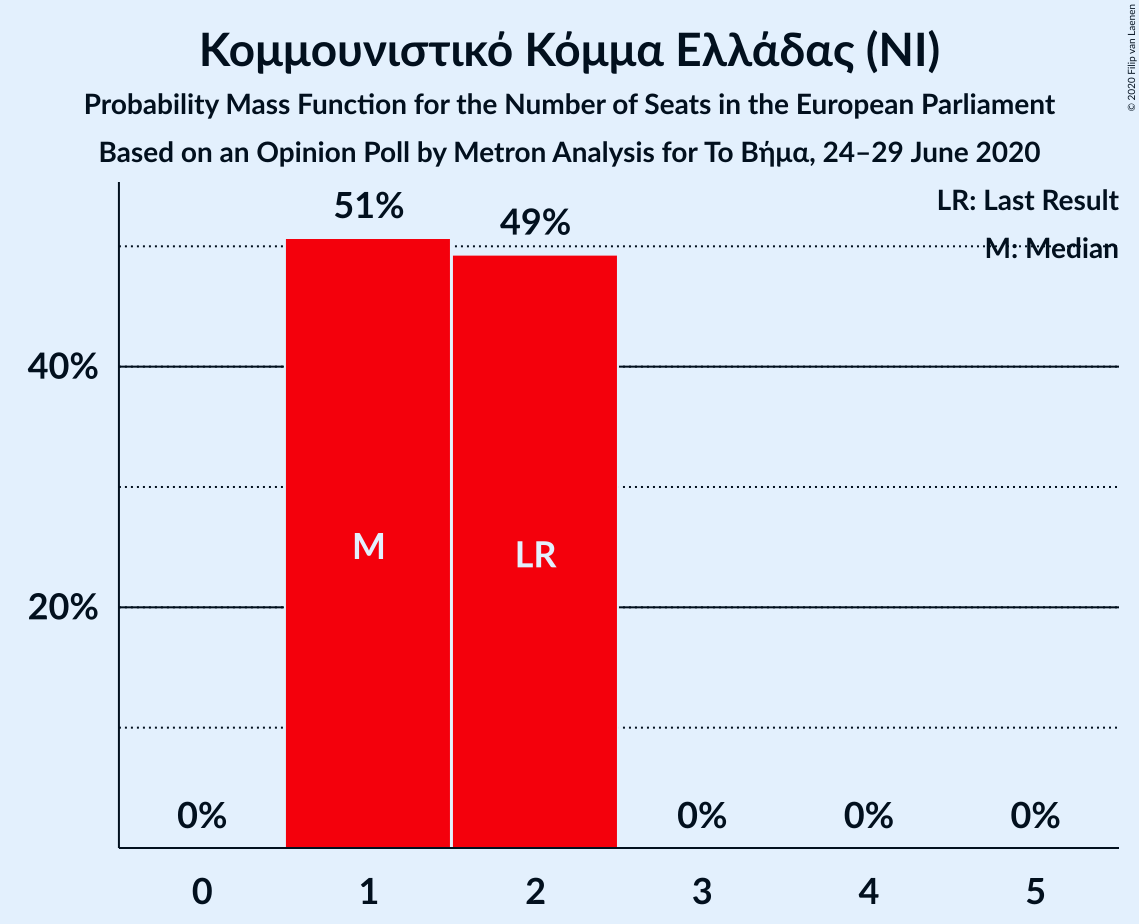 Κομμουνιστικό Κόμμα Ελλάδας (NI)
Probability Mass Function for the Number of Seats in the European Parliament
Based on an Opinion Poll by Metron Analysis for Το Βήμα, 24–29 June 2020
© 2020 Filip van Laenen
LR: Last Result
M: Median
51%
49%
40%
20%
M
LR
0%
0%
0%
0%
0
1
2
3
4
5